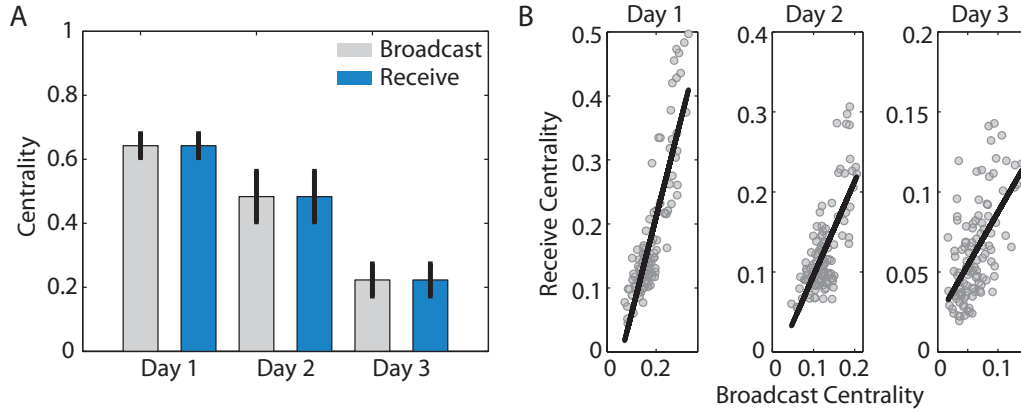 A
Centrality
1
0.8
0.6
0.4
0.2
0
Broadcast
Receive
Day 1
Day 2
Day 3
B
Receive Centrality
Day 1
0.5
0.4
0.3
0.2
0.1
0
0 0.2
Day 2
0.4
0.3
0.2
0.1
0
0 0.1 0.2
Day 3
0.2
0.15
0.1
0.05
0
0 0.1
Broadcast Centrality